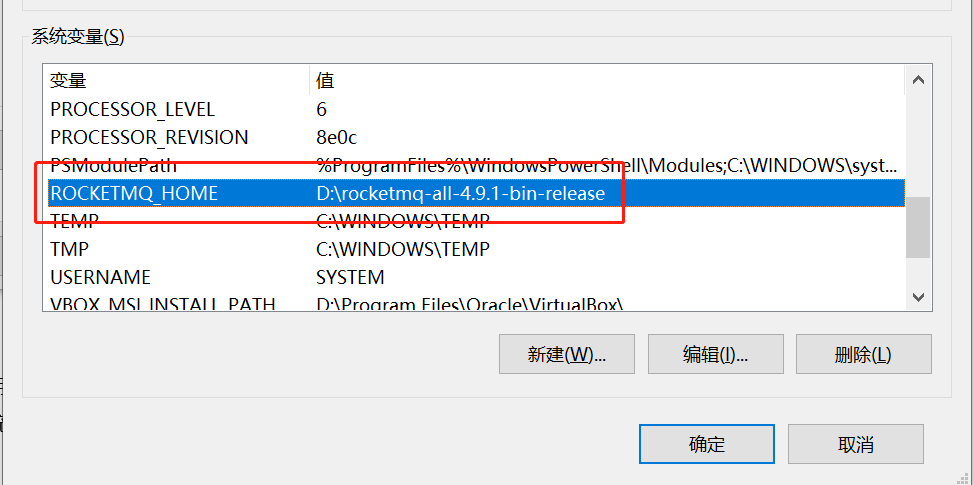 系统变量(S)
变量 值
PROCESSOR_LEVEL 6
PROCESSOR_REVISION 8e0c
PSModulePath %ProgramFiles%\WindowsPowerShell\Modules;C:\WINDOWS\syst...
ROCKETMQ_HOME D:\rocketmq-all-4.9.1-bin-release
TEMP C:\WINDOWS\TEMP
TMP C:\WINDOWS\TEMP
USERNAME SYSTEM
VBOX_MSI_INSTALL_PATH D:\Program Files\Oracle\VirtualBox\
新建(W)... 编辑(I)... 删除(L)
确定 取消